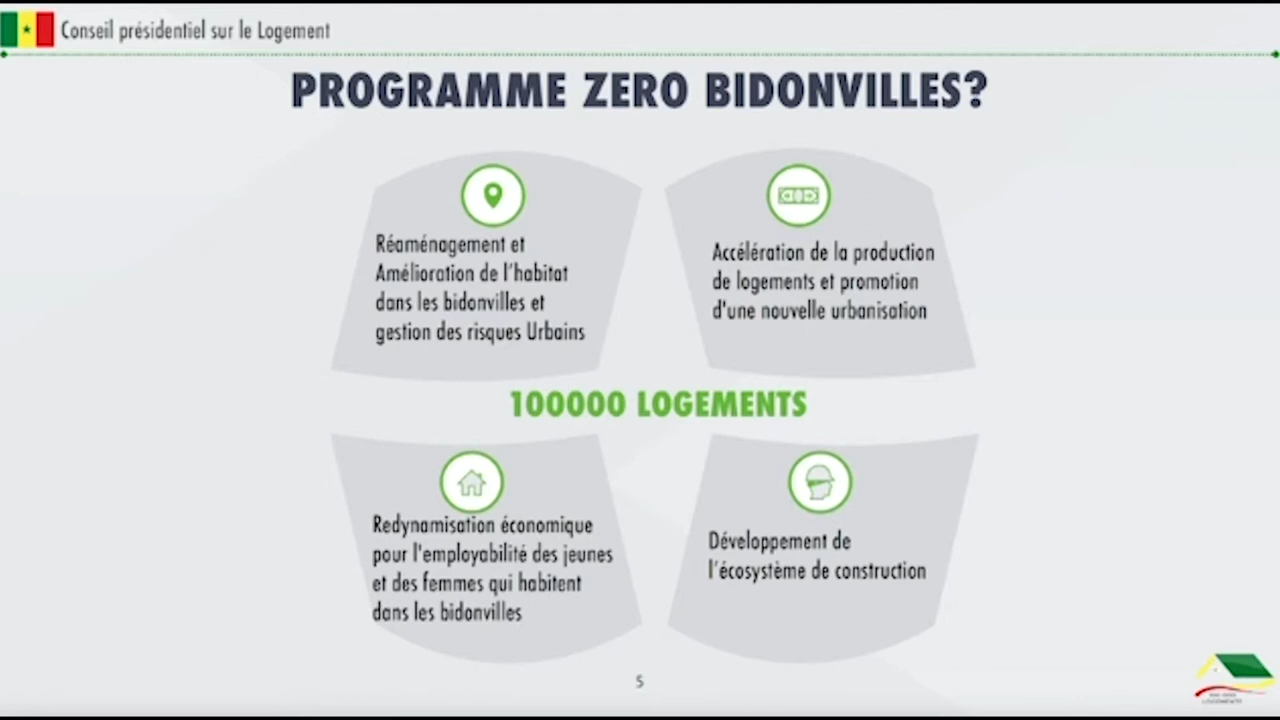 Conseil présidentiel sur le Logement
PROGRAMME ZERO BIDONVILLES?
Réaménagement et
Amélioration de l'habitat
dans les bidonvilles et
gestion des risques Urbains
Accélération de la production
de logements et promotion
d'une nouvelle urbanisation
100000 LOGEMENTS
Redynamisation économique
pour l'employabilité des jeunes
et des femmes qui habitent
dans les bidonvilles
Développement de
l'écosystème de construction
5
LOGEMENTS